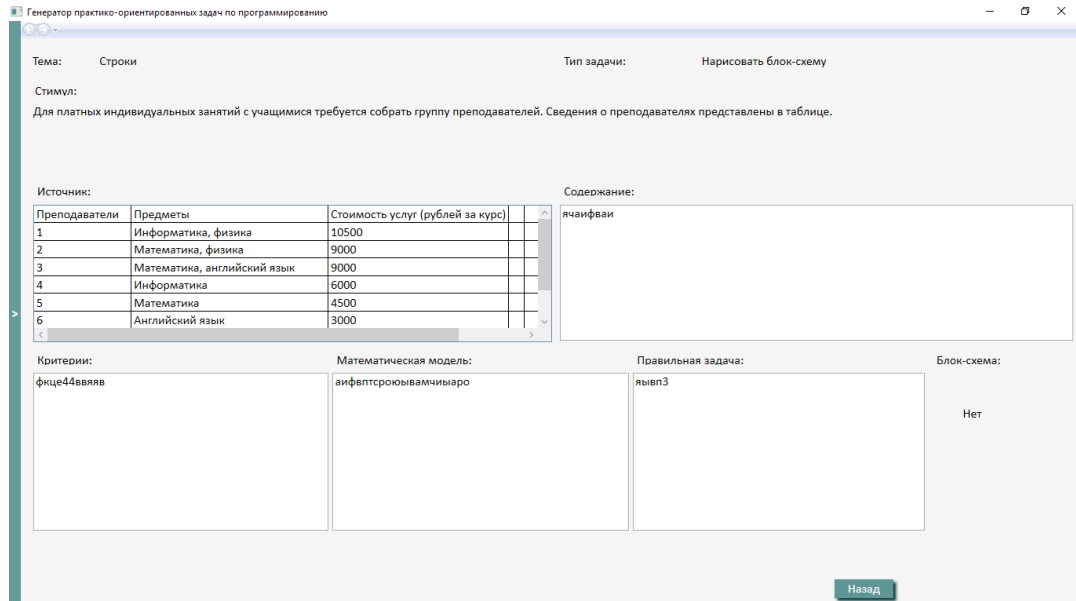 Генератор практико-ориентированных задач по программированию
Тема: Строки Тип задачи: Нарисовать блок-схему
Стимул:
Для платных индивидуальных занятий с учащимися требуется собрать группу преподавателей. Сведения о преподавателях представлены в таблице.
Источник: Содержание:
Преподаватели Предметы Стоимость услуг (рублей за курс) ячаифваи
1 Информатика, физика 10500
2 Математика, физика 9000
3 Математика, английский язык 9000
4 Информатика 6000
5 Математика 4500
6 Английский язык 3000
>
Критерии: Математическая модель: Правильная задача: Блок-схема:
фкце44ввяяв аифвптсроюывамчиыаро яывп3
Нет
Назад